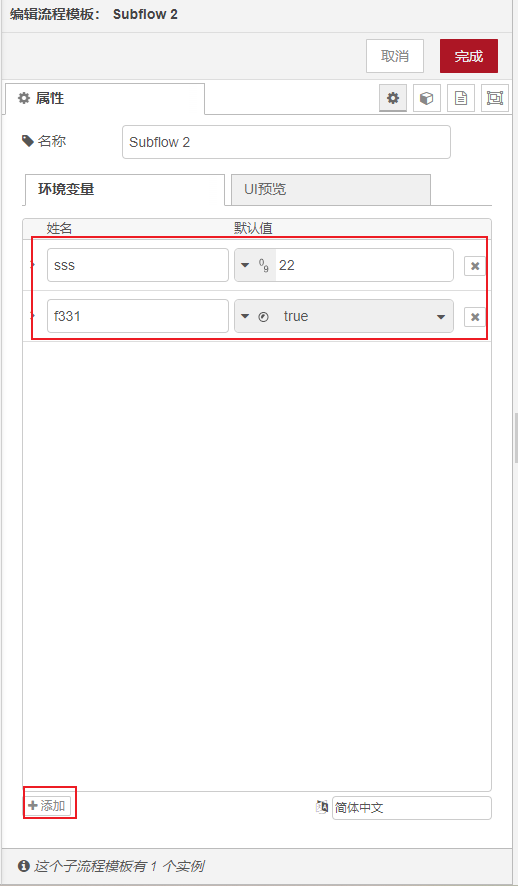 编辑流程模板： Subflow 2
取消 完成
属性
名称 Subflow 2
环境变量 UI预览
姓名 默认值
sss 22
f331 true
添加 简体中文
这个子流程模板有 1 个实例